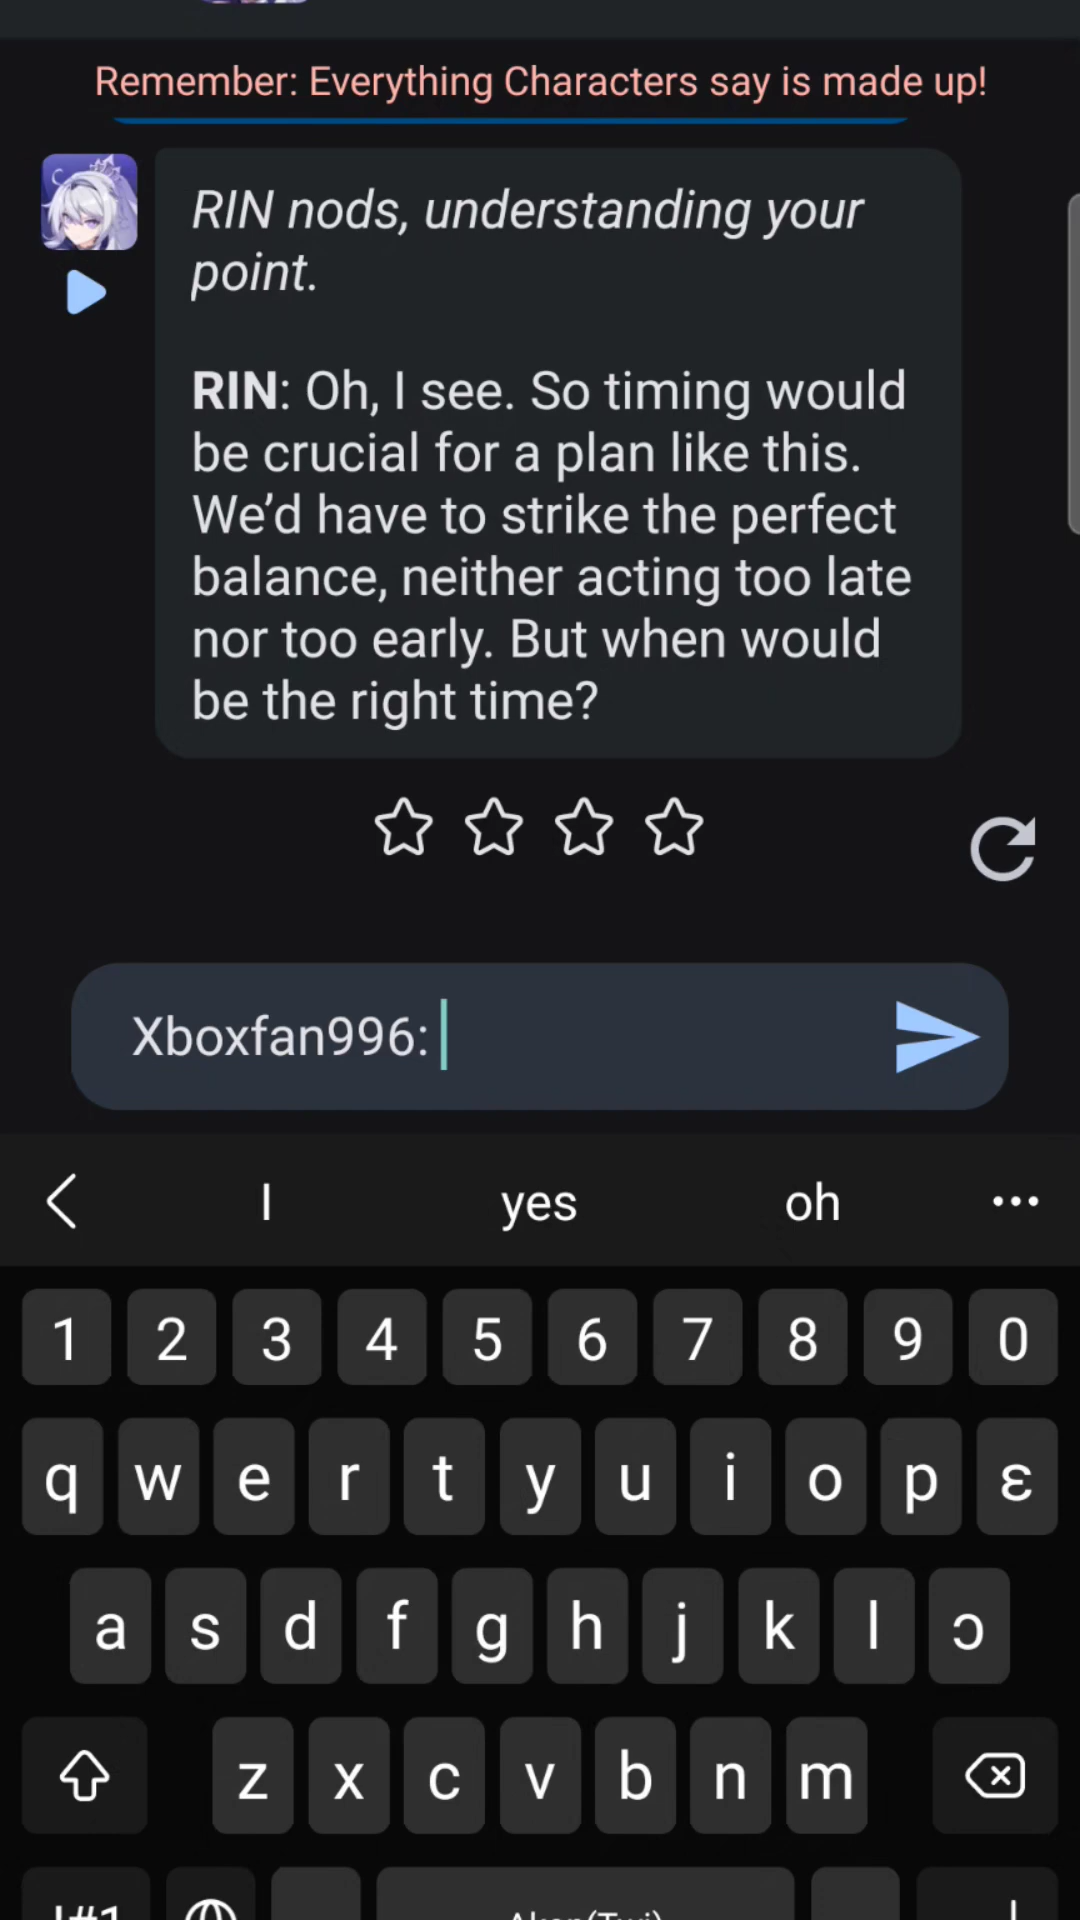 Remember: Everything Characters say is made up!
RIN nods, understanding your
point.
RIN: Oh, I see. So timing would
be crucial for a plan like this.
We’d have to strike the perfect
balance, neither acting too late
nor too early. But when would
be the right time?
Xboxfan996:
I yes oh
1 2 3 4 5 6 7 8 9 0
q w e r t y u i o p ɛ
a s d f g h j k l ɔ
z x c v b n m
!#1 Akan(Twi)